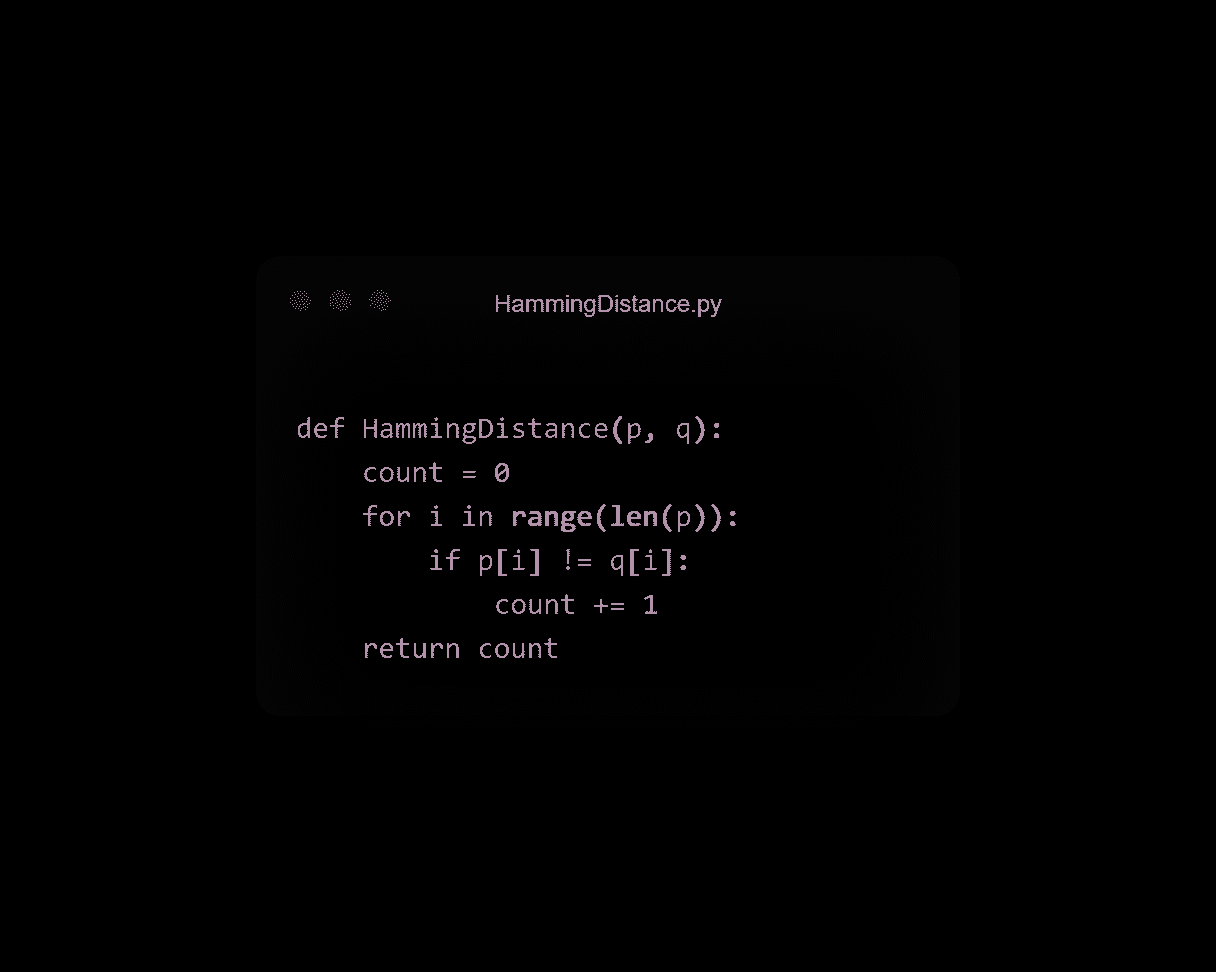 HammingDistance.py
def HammingDistance(p, q):
    count = 0
    for i in range(len(p)):
        if p[i] != q[i]:
            count += 1
    return count